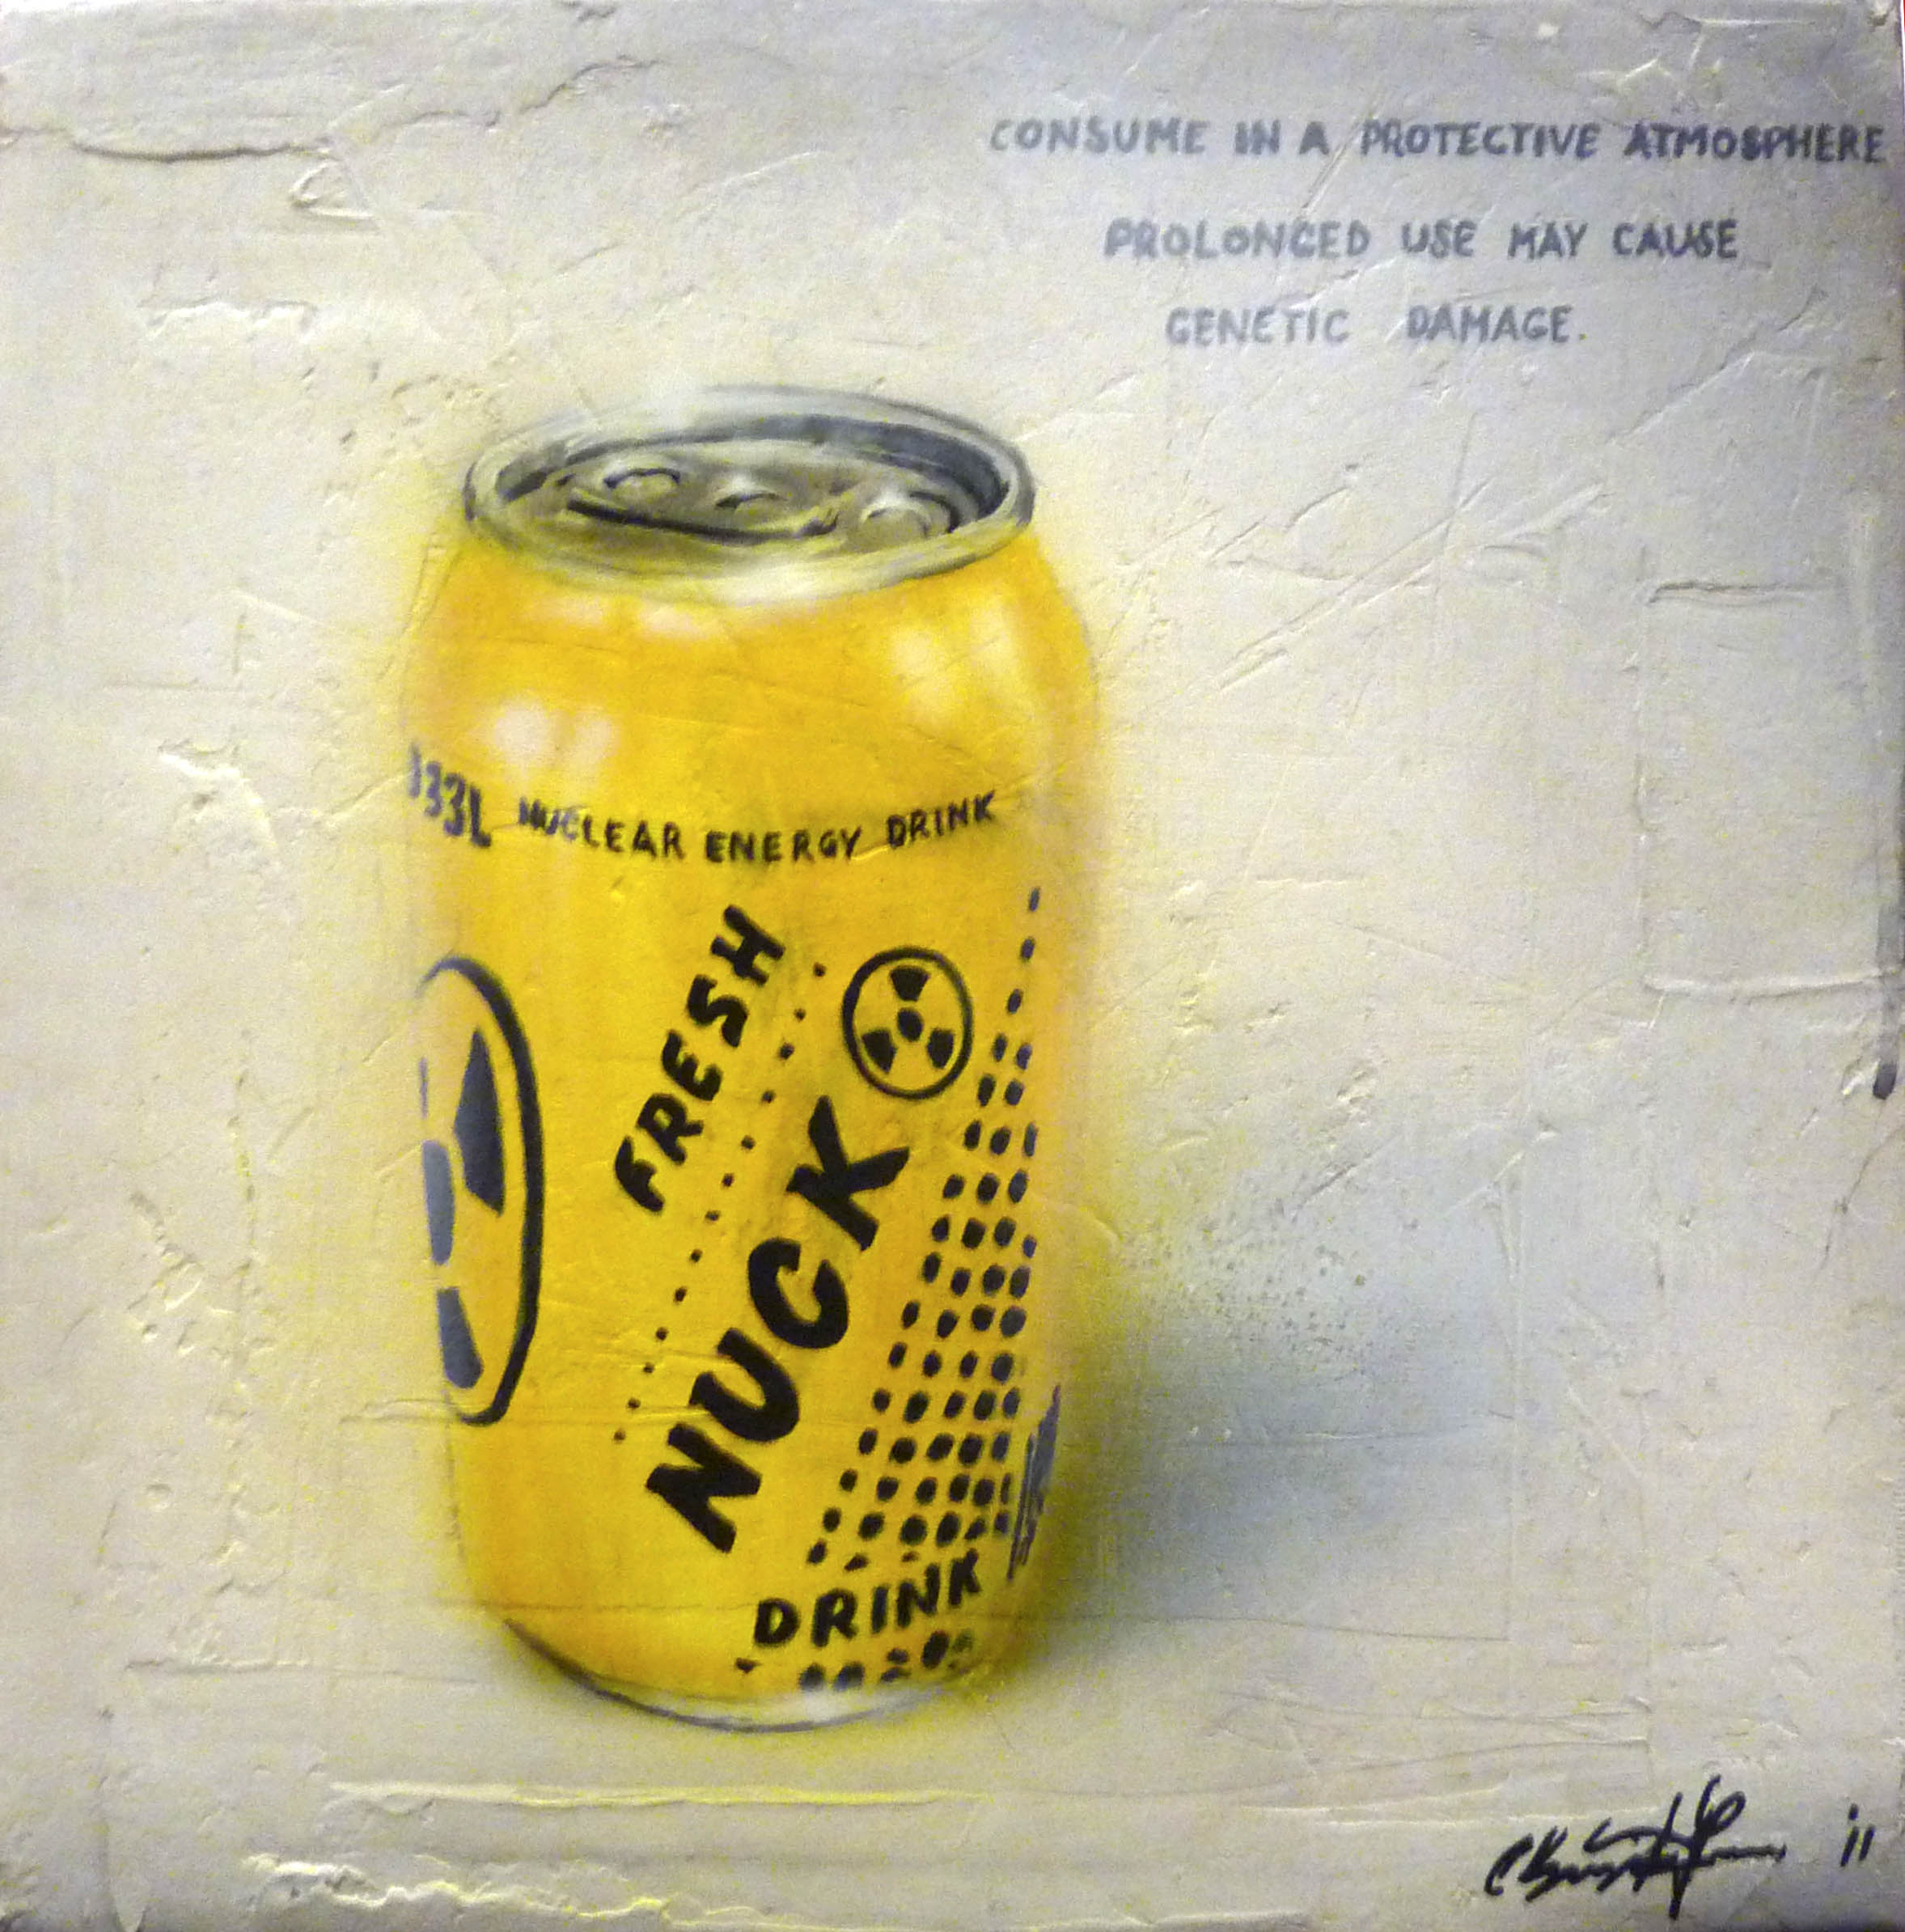 CONSUME IN A PROTECTIVE ATMOSPHERE
PROLONGED USE MAY CAUSE
GENETIC DAMAGE.
33L NUCLEAR ENERGY DRINK
FRESH
NUCK
DRINK
'11